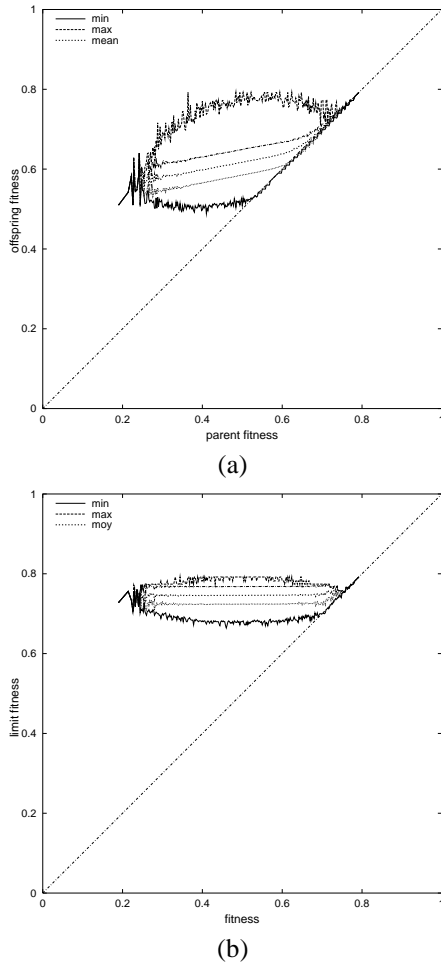 1
min
max
mean
0.8
0.6
offspring fitness
0.4
0.2
0
0 0.2 0.4 0.6 0.8 1
parent fitness
(a)
1
min
max
moy
0.8
0.6
limit fitness
0.4
0.2
0
0 0.2 0.4 0.6 0.8 1
fitness
(b)